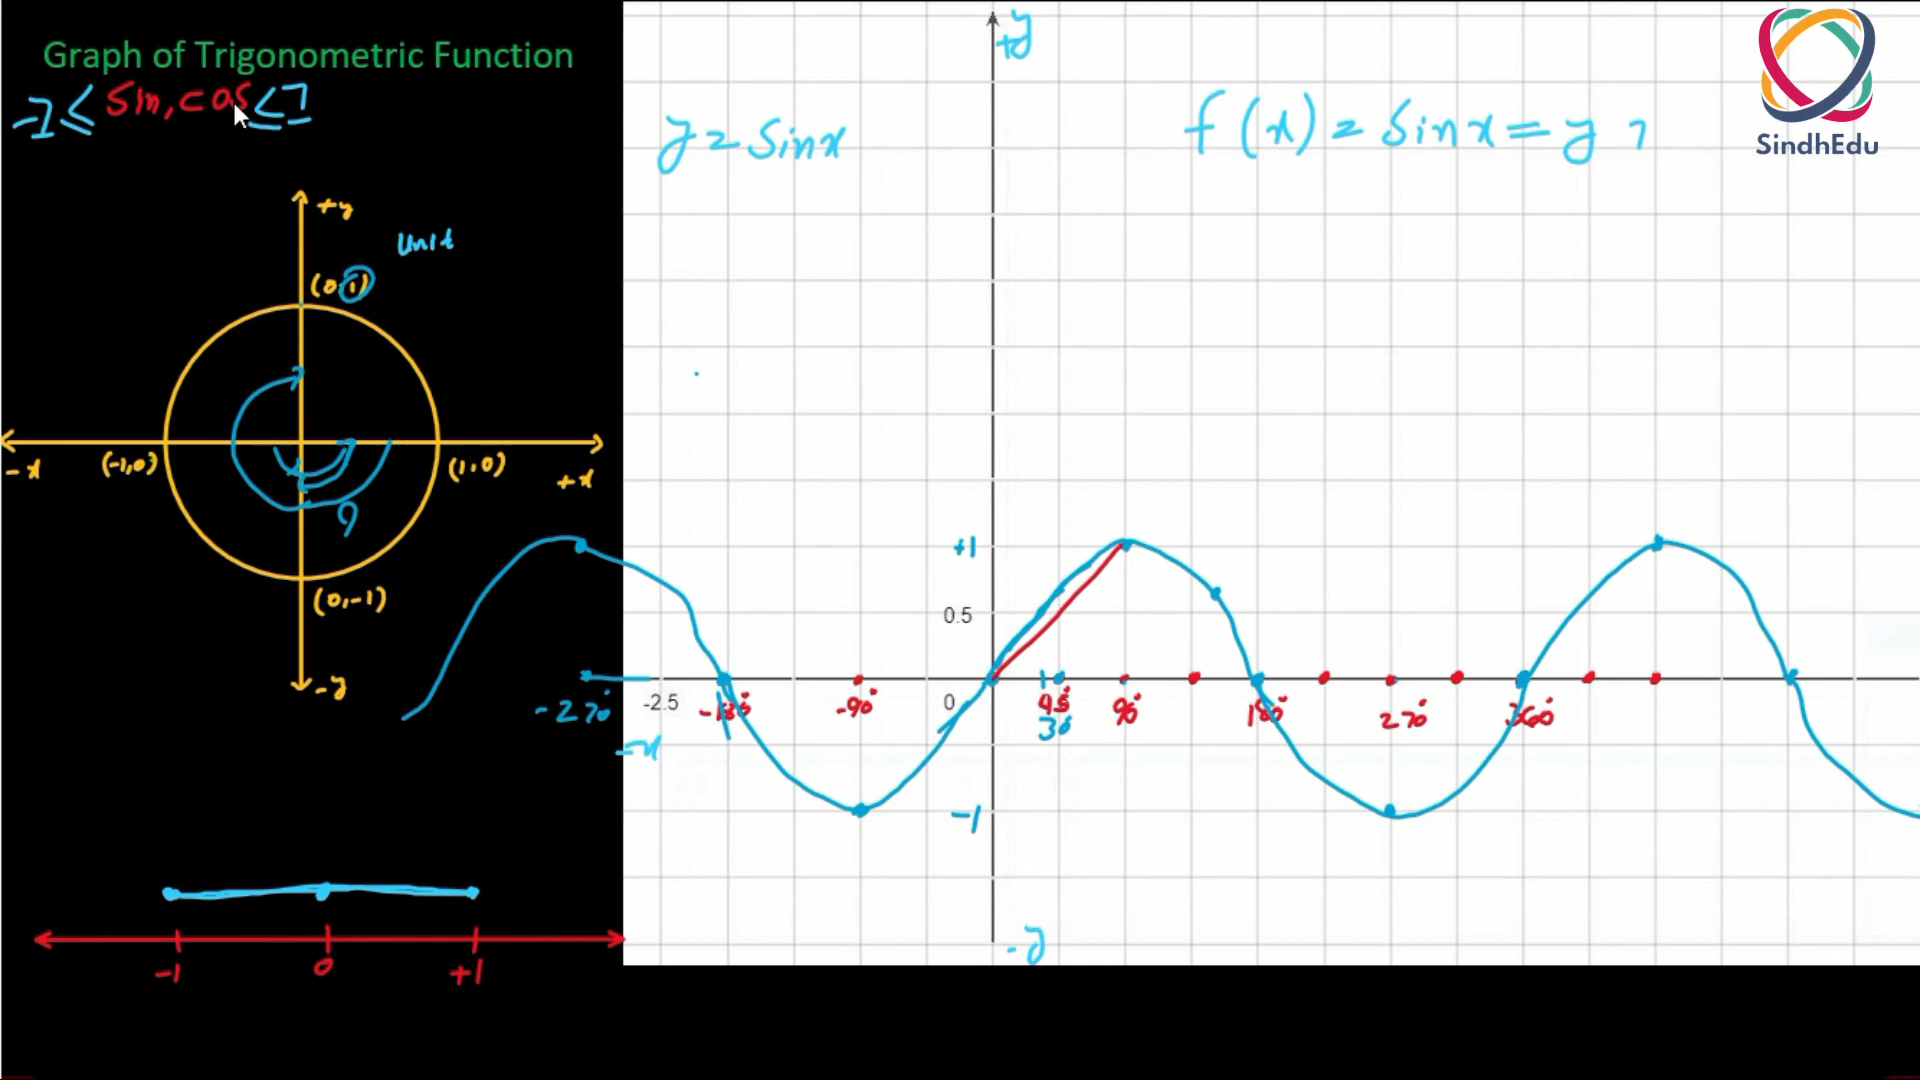 Graph of Trigonometric Function
-1 ≤ sin, cos ≤ 1
SindhEdu
y = sinx
f(x) = sinx = y
+y
+y
Unit
(0,1)
(-1,0)
(1,0)
-x
+x
(0,-1)
-y
+1
0.5
0
-2.5
-270°
-180°
-90°
45°
30°
90°
180°
270°
360°
-x
-1
-y
-1
0
+1